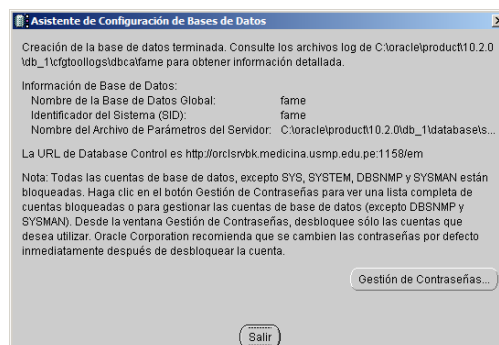 Asistente de Configuración de Bases de Datos
Creación de la base de datos terminada. Consulte los archivos log de C:\oracle\product\10.2.0
\db_1\cfgtoollogs\dbca\fame para obtener información detallada.
Información de Base de Datos:
Nombre de la Base de Datos Global: fame
Identificador del Sistema (SID): fame
Nombre del Archivo de Parámetros del Servidor: C:\oracle\product\10.2.0\db_1\database\s...
La URL de Database Control es http://orclsrvbk.medicina.usmp.edu.pe:1158/em
Nota: Todas las cuentas de base de datos, excepto SYS, SYSTEM, DBSNMP y SYSMAN están
bloqueadas. Haga clic en el botón Gestión de Contraseñas para ver una lista completa de
cuentas bloqueadas o para gestionar las cuentas de base de datos (excepto DBSNMP y
SYSMAN). Desde la ventana Gestión de Contraseñas, desbloquee sólo las cuentas que
desea utilizar. Oracle Corporation recomienda que se cambien las contraseñas por defecto
inmediatamente después de desbloquear la cuenta.
Gestión de Contraseñas...
Salir